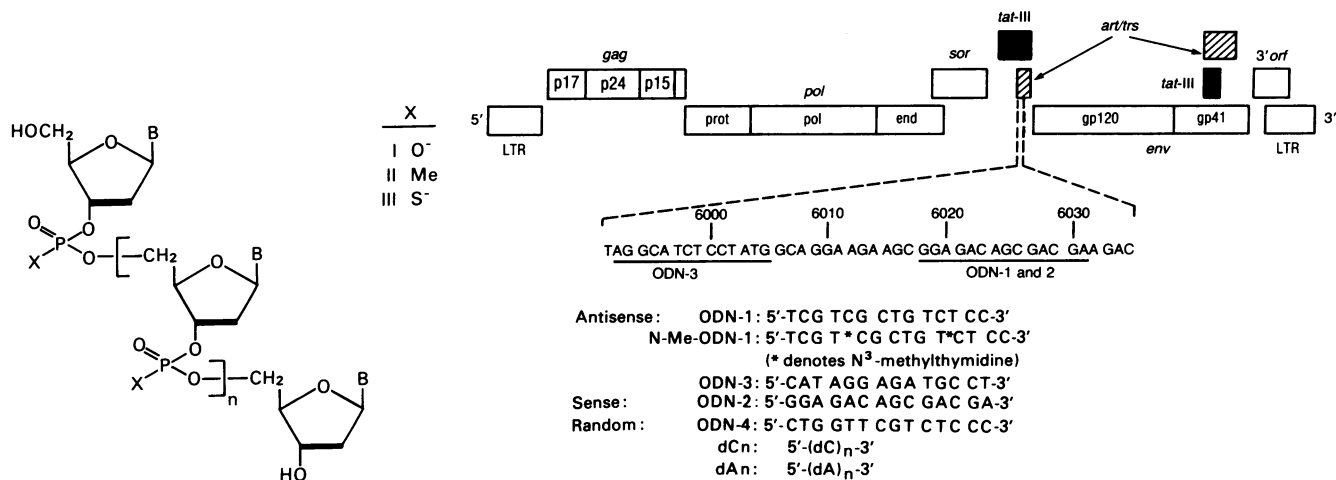 HOCH₂
O
B
O
O
P
X
O
CH₂
O
B
n
O
O
P
X
O
CH₂
O
B
HO
X
I O⁻
II Me
III S⁻
tat-III
art/trs
gag
sor
tat-III
3' orf
p17 p24 p15
pol
5'
prot pol end
gp120 gp41
3'
LTR
env
LTR
6000 6010 6020 6030
TAG GCA TCT CCT ATG GCA GGA AGA AGC GGA GAC AGC GAC GAA GAC
ODN-3
ODN-1 and 2
Antisense: ODN-1: 5'-TCG TCG CTG TCT CC-3'
N-Me-ODN-1: 5'-TCG T*CG CTG T*CT CC-3'
(* denotes N³-methylthymidine)
ODN-3: 5'-CAT AGG AGA TGC CT-3'
Sense: ODN-2: 5'-GGA GAC AGC GAC GA-3'
Random: ODN-4: 5'-CTG GTT CGT CTC CC-3'
dCn: 5'-(dC)n-3'
dAn: 5'-(dA)n-3'